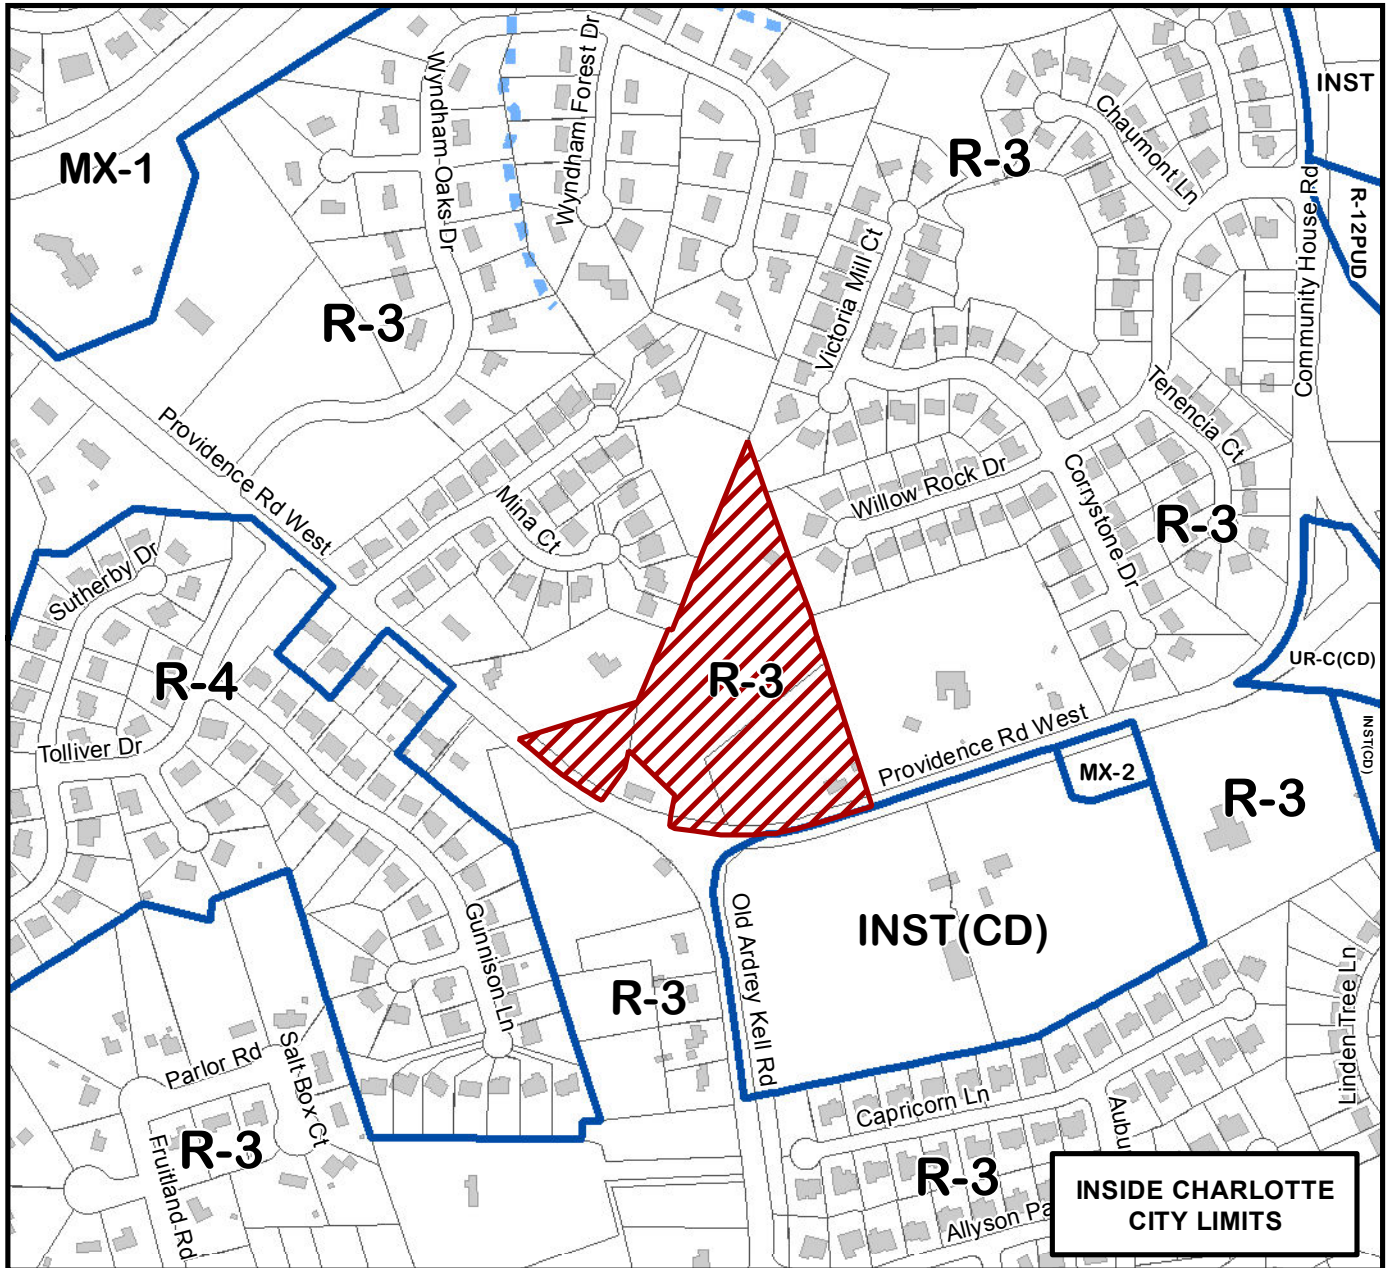 INST
MX-1
R-3
Wyndham Oaks Dr
Wyndham Forest Dr
Chaumont Ln
R-12PUD
Community House Rd
Victoria Mill Ct
R-3
Providence Rd West
Tenencia Ct
Willow Rock Dr
Corrystone Dr
R-3
Mina Ct
Sutherby Dr
R-4
R-3
UR-C(CD)
Tolliver Dr
Providence Rd West
MX-2
INST(CD)
R-3
Gunnison Ln
Old Ardrey Kell Rd
INST(CD)
R-3
Linden Tree Ln
Parlor Rd
Salt Box Ct
Capricorn Ln
Aubu
Fruitland Rd
R-3
R-3
Allyson Pa
INSIDE CHARLOTTE
CITY LIMITS